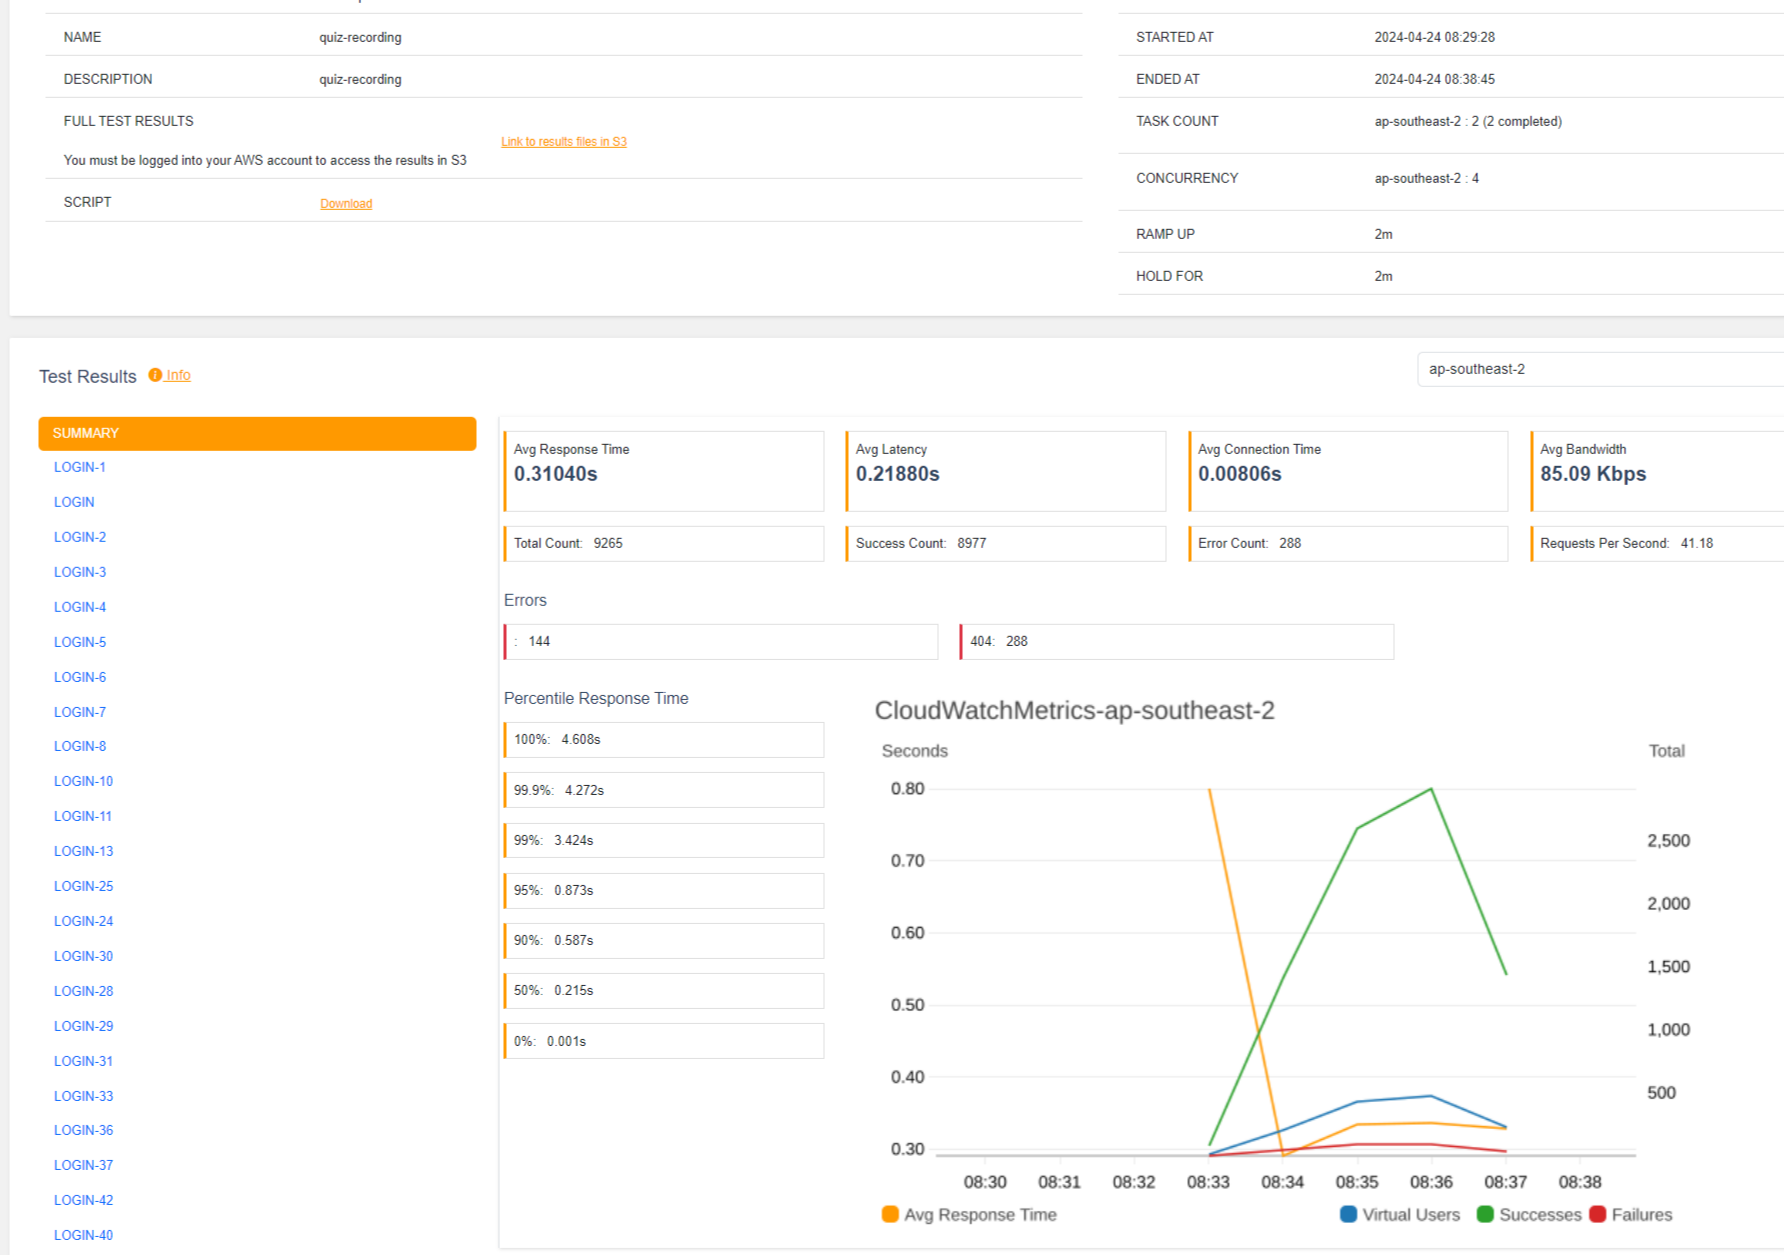 NAME quiz-recording
DESCRIPTION quiz-recording
FULL TEST RESULTS
Link to results files in S3
You must be logged into your AWS account to access the results in S3
SCRIPT Download
STARTED AT 2024-04-24 08:29:28
ENDED AT 2024-04-24 08:38:45
TASK COUNT ap-southeast-2 : 2 (2 completed)
CONCURRENCY ap-southeast-2 : 4
RAMP UP 2m
HOLD FOR 2m
Test Results Info
ap-southeast-2
SUMMARY
LOGIN-1
LOGIN
LOGIN-2
LOGIN-3
LOGIN-4
LOGIN-5
LOGIN-6
LOGIN-7
LOGIN-8
LOGIN-10
LOGIN-11
LOGIN-13
LOGIN-25
LOGIN-24
LOGIN-30
LOGIN-28
LOGIN-29
LOGIN-31
LOGIN-33
LOGIN-36
LOGIN-37
LOGIN-42
LOGIN-40
Avg Response Time
0.31040s
Avg Latency
0.21880s
Avg Connection Time
0.00806s
Avg Bandwidth
85.09 Kbps
Total Count: 9265
Success Count: 8977
Error Count: 288
Requests Per Second: 41.18
Errors
: 144
404: 288
Percentile Response Time
100%: 4.608s
99.9%: 4.272s
99%: 3.424s
95%: 0.873s
90%: 0.587s
50%: 0.215s
0%: 0.001s
CloudWatchMetrics-ap-southeast-2
Seconds
Total
0.80
0.70
0.60
0.50
0.40
0.30
2,500
2,000
1,500
1,000
500
08:30 08:31 08:32 08:33 08:34 08:35 08:36 08:37 08:38
Avg Response Time Virtual Users Successes Failures